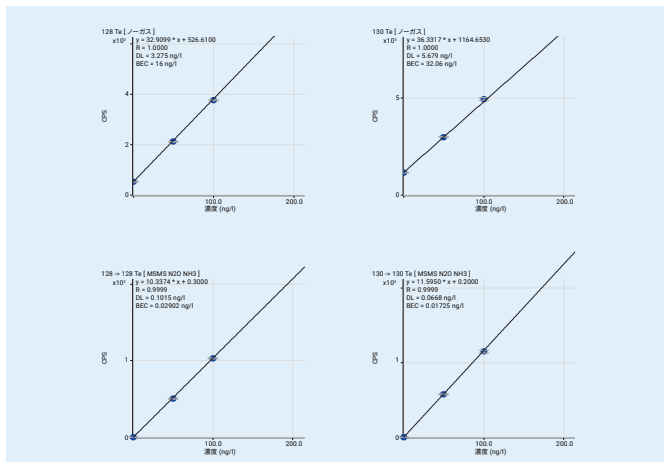 128 Te [ ノーガス ]
x10³
y = 32.9099 * x + 526.6100
R = 1.0000
DL = 3.275 ng/l
BEC = 16 ng/l
4
2
0
CPS
100.0
200.0
濃度 (ng/l)
130 Te [ ノーガス ]
x10³
y = 36.3317 * x + 1164.6530
R = 1.0000
DL = 5.679 ng/l
BEC = 32.06 ng/l
5
0
CPS
100.0
200.0
濃度 (ng/l)
128 -> 128 Te [ MSMS N2O NH3 ]
x10³
y = 10.3374 * x + 0.3000
R = 0.9999
DL = 0.1015 ng/l
BEC = 0.02902 ng/l
1
0
CPS
100.0
200.0
濃度 (ng/l)
130 -> 130 Te [ MSMS N2O NH3 ]
x10³
y = 11.5950 * x + 0.2000
R = 0.9999
DL = 0.0668 ng/l
BEC = 0.01725 ng/l
1
0
CPS
100.0
200.0
濃度 (ng/l)